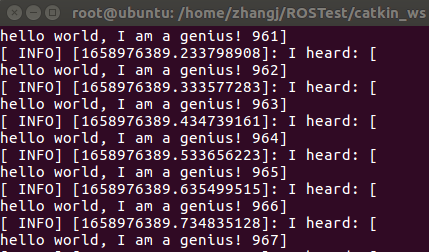 root@ubuntu: /home/zhangj/ROSTest/catkin_ws
hello world, I am a genius! 961]
[ INFO] [1658976389.233798908]: I heard: [
hello world, I am a genius! 962]
[ INFO] [1658976389.333577283]: I heard: [
hello world, I am a genius! 963]
[ INFO] [1658976389.434739161]: I heard: [
hello world, I am a genius! 964]
[ INFO] [1658976389.533656223]: I heard: [
hello world, I am a genius! 965]
[ INFO] [1658976389.635499515]: I heard: [
hello world, I am a genius! 966]
[ INFO] [1658976389.734835128]: I heard: [
hello world, I am a genius! 967]